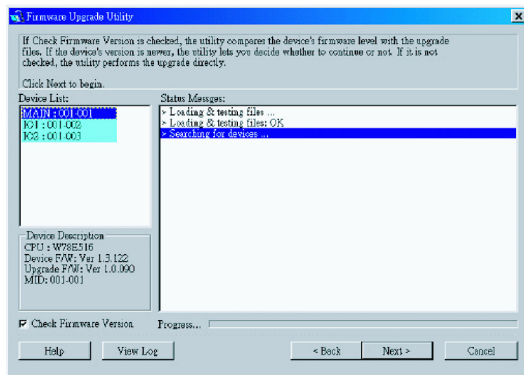 Firmware Upgrade Utility
If Check Firmware Version is checked, the utility compares the device's firmware level with the upgrade
files. If the device's version is newer, the utility lets you decide whether to continue or not. If it is not
checked, the utility performs the upgrade directly.
Click Next to begin.
Device List:
MAIN : 001-001
IC1 : 001-002
IC2 : 001-003
Status Messges:
> Loading & testing files ...
> Loading & testing files: OK
> Searching for devices ...
Device Description
CPU : W78E516
Device F/W: Ver 1.3.122
Upgrade F/W: Ver 1.0.090
MID: 001-001
Check Firmware Version
Progress...
Help
View Log
< Back
Next >
Cancel